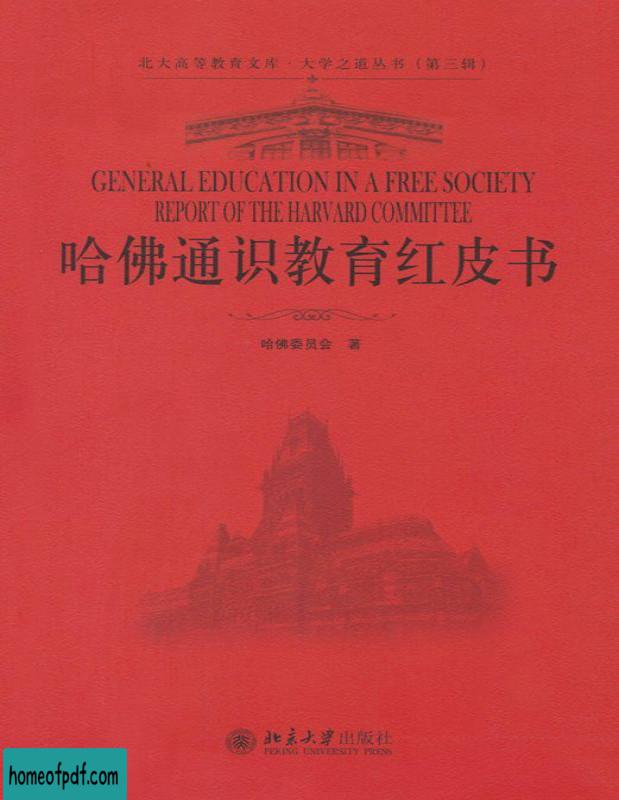 北大高等教育文库·大学之道丛书（第三辑）
GENERAL EDUCATION IN A FREE SOCIETY
REPORT OF THE HARVARD COMMITTEE
哈佛通识教育红皮书
哈佛委员会 著
北京大学出版社
PEKING UNIVERSITY PRESS
homeofpdf.com